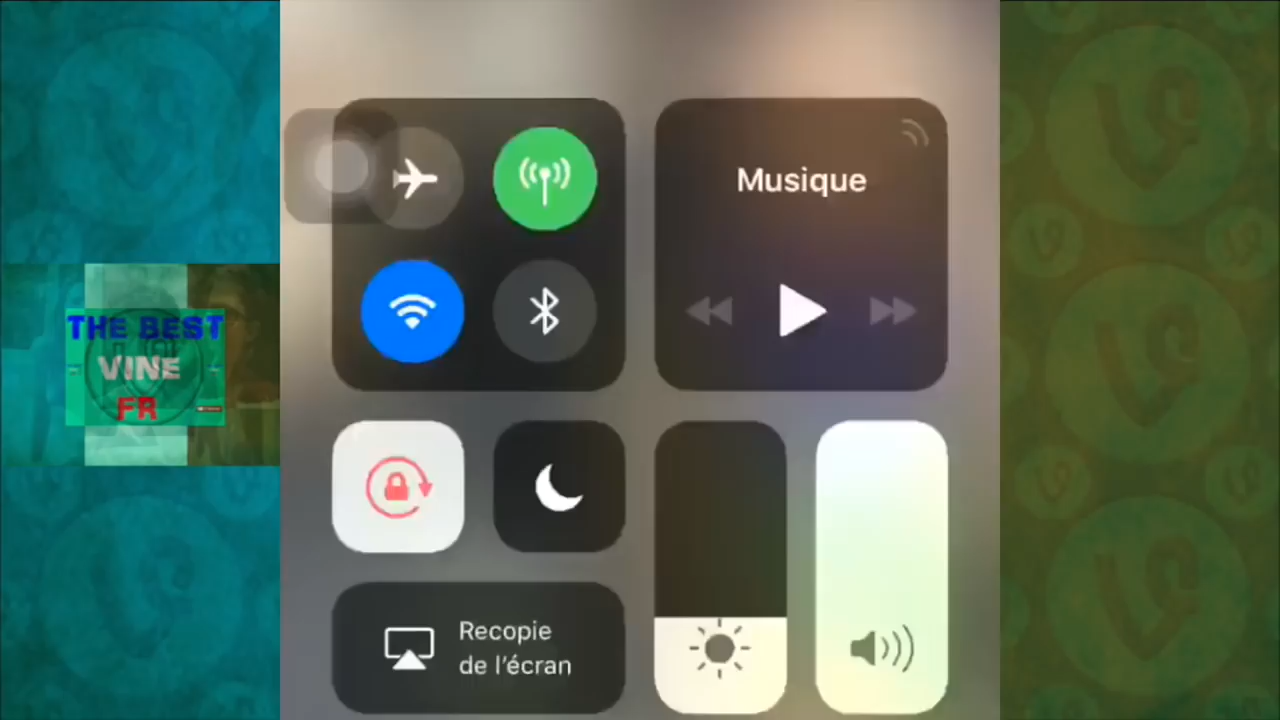 Musique
Recopie
de l'écran
THE BEST
VINE
FR